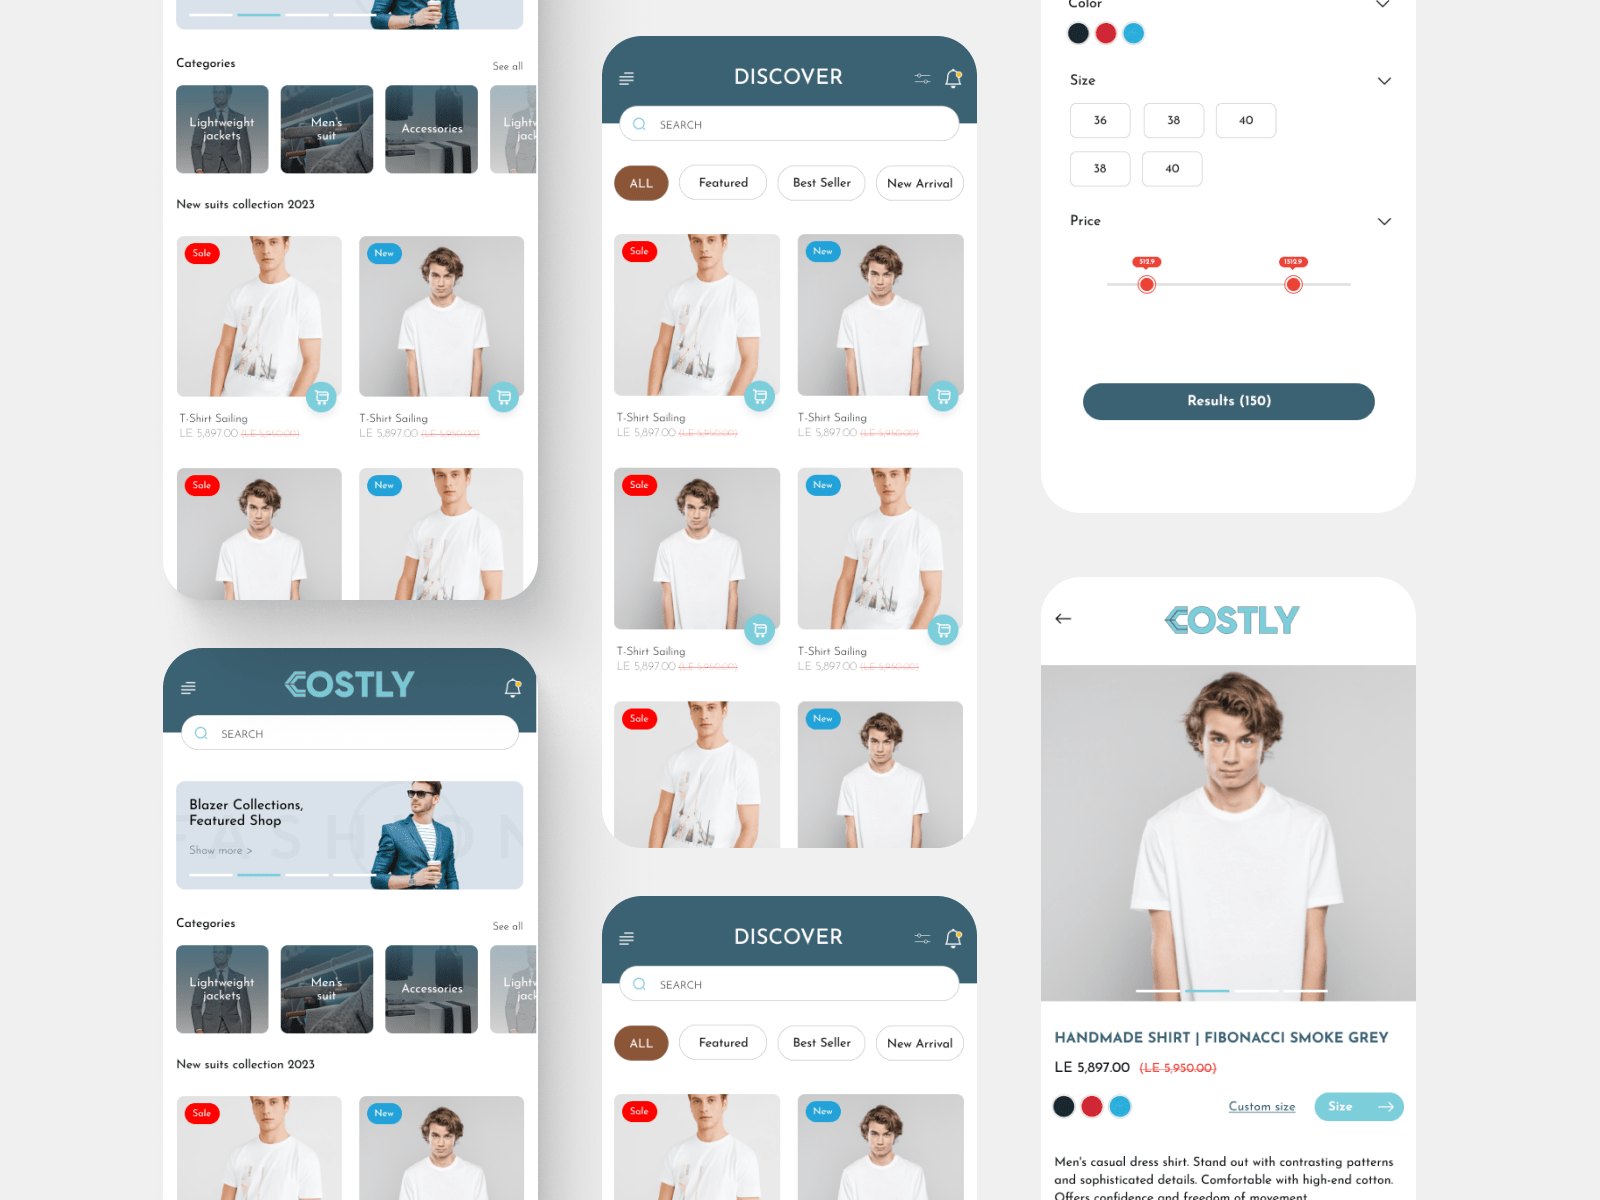 Categories
See all
Lightweight
jackets
Men's
suit
Accessories
Lightw
jack
New suits collection 2023
Sale
New
T-Shirt Sailing
LE 5,897.00 (LE 5,950.00)
T-Shirt Sailing
LE 5,897.00 (LE 5,950.00)
Sale
New
COSTLY
SEARCH
FASHION
Blazer Collections,
Featured Shop
Show more >
Categories
See all
Lightweight
jackets
Men's
suit
Accessories
Lightw
jack
New suits collection 2023
Sale
New
DISCOVER
SEARCH
ALL
Featured
Best Seller
New Arrival
Sale
New
T-Shirt Sailing
LE 5,897.00 (LE 5,950.00)
T-Shirt Sailing
LE 5,897.00 (LE 5,950.00)
Sale
New
T-Shirt Sailing
LE 5,897.00 (LE 5,950.00)
T-Shirt Sailing
LE 5,897.00 (LE 5,950.00)
Sale
New
DISCOVER
SEARCH
ALL
Featured
Best Seller
New Arrival
Sale
New
Color
Size
36
38
40
38
40
Price
312.9
1312.9
Results (150)
COSTLY
HANDMADE SHIRT | FIBONACCI SMOKE GREY
LE 5,897.00 (LE 5,950.00)
Custom size
Size
Men's casual dress shirt. Stand out with contrasting patterns
and sophisticated details. Comfortable with high-end cotton.
Offers confidence and freedom of movement